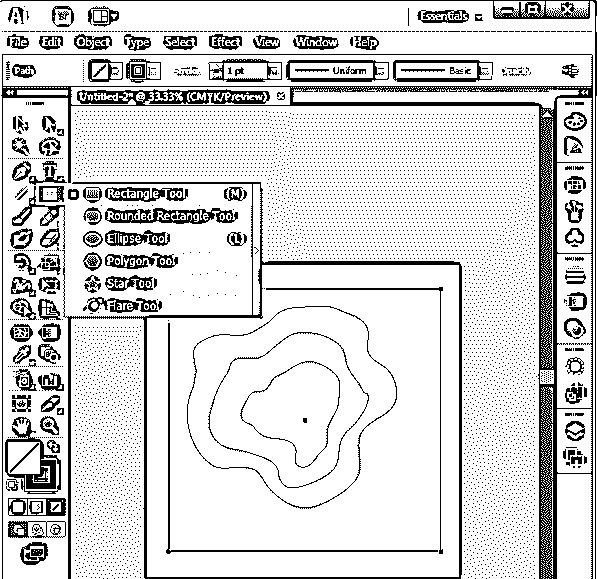 Ai Br Essentials
File Edit Object Type Select Effect View Window Help
Path 1 pt Uniform Basic
Untitled-2* @ 33.33% (CMYK/Preview)
Rectangle Tool (M)
Rounded Rectangle Tool
Ellipse Tool (L)
Polygon Tool
Star Tool
Flare Tool